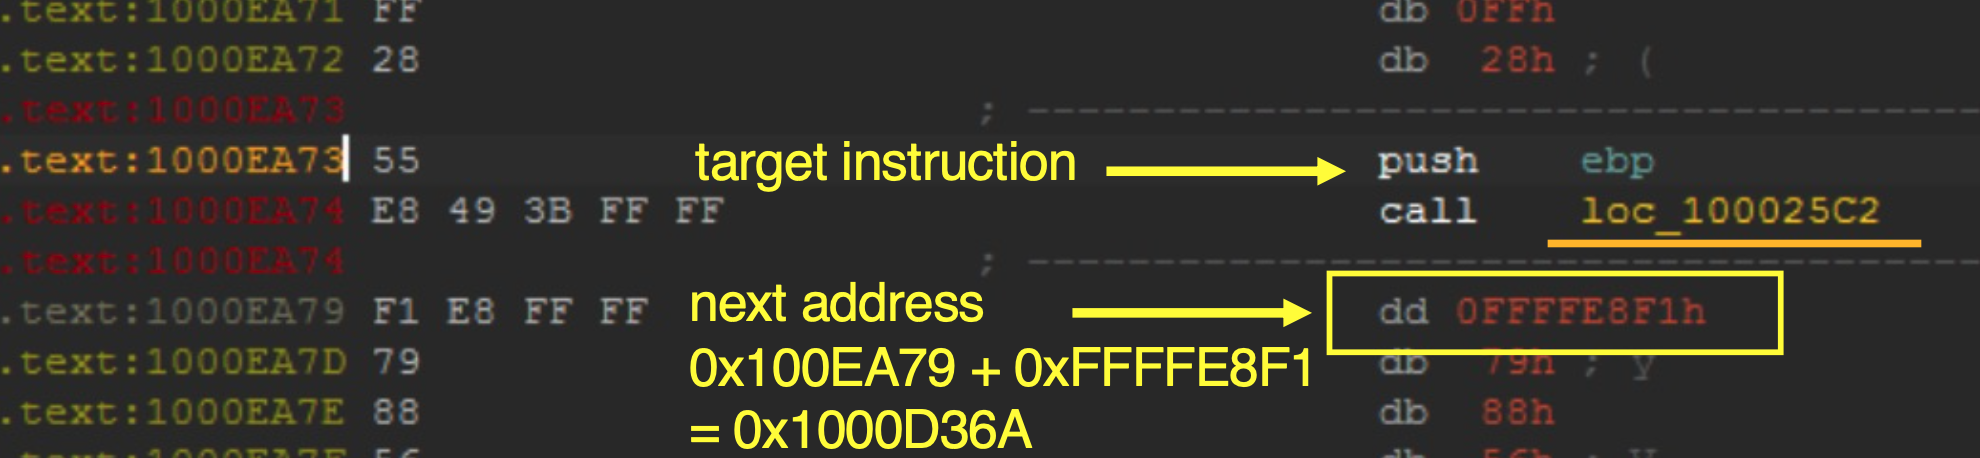 .text:1000EA71 FF db 0FFh
.text:1000EA72 28 db 28h ; (
.text:1000EA73 ; ------------------------------------
.text:1000EA73 55 target instruction push ebp
.text:1000EA74 E8 49 3B FF FF call loc_100025C2
.text:1000EA74 ; ------------------------------------
.text:1000EA79 F1 E8 FF FF next address dd 0FFFFE8F1h
0x100EA79 + 0xFFFFE8F1
.text:1000EA7D 79 db 79h ; y
.text:1000EA7E 88 db 88h
= 0x1000D36A